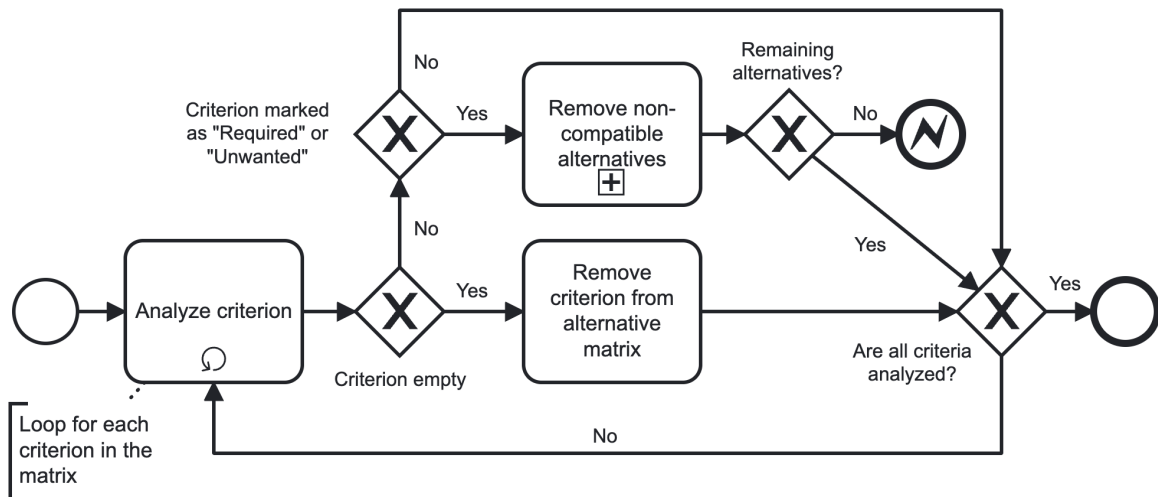 Remaining
alternatives?
No
Criterion marked
as "Required" or
"Unwanted"
Yes
Remove non-
compatible
alternatives
No
No
Yes
Analyze criterion
Yes
Remove
criterion from
alternative
matrix
Yes
Criterion empty
Are all criteria
analyzed?
Loop for each
criterion in the
matrix
No